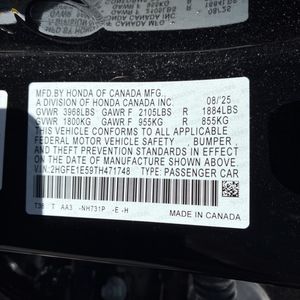 MFD. BY HONDA OF CANADA MFG.,
A DIVISION OF HONDA CANADA INC. 08/'25
GVWR 3968LBS GAWR F 2105LBS R 1884LBS
GVWR 1800KG GAWR F 955KG R 855KG
THIS VEHICLE CONFORMS TO ALL APPLICABLE
FEDERAL MOTOR VEHICLE SAFETY , BUMPER ,
AND THEFT PREVENTION STANDARDS IN EFFECT ON
THE DATE OF MANUFACTURE SHOWN ABOVE.
VIN:2HGFE1E59TH471748 TYPE: PASSENGER CAR
T38 T AA3 -NH731P -E -H
MADE IN CANADA